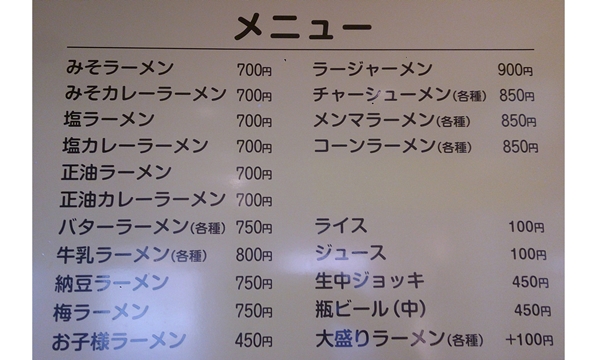 メニュー
みそラーメン 700円
みそカレーラーメン 700円
塩ラーメン 700円
塩カレーラーメン 700円
正油ラーメン 700円
正油カレーラーメン 700円
バターラーメン(各種) 750円
牛乳ラーメン(各種) 800円
納豆ラーメン 750円
梅ラーメン 750円
お子様ラーメン 450円
ラージャーメン 900円
チャーシューメン(各種) 850円
メンマラーメン(各種) 850円
コーンラーメン(各種) 850円
ライス 100円
ジュース 100円
生中ジョッキ 450円
瓶ビール(中) 450円
大盛りラーメン(各種) +100円